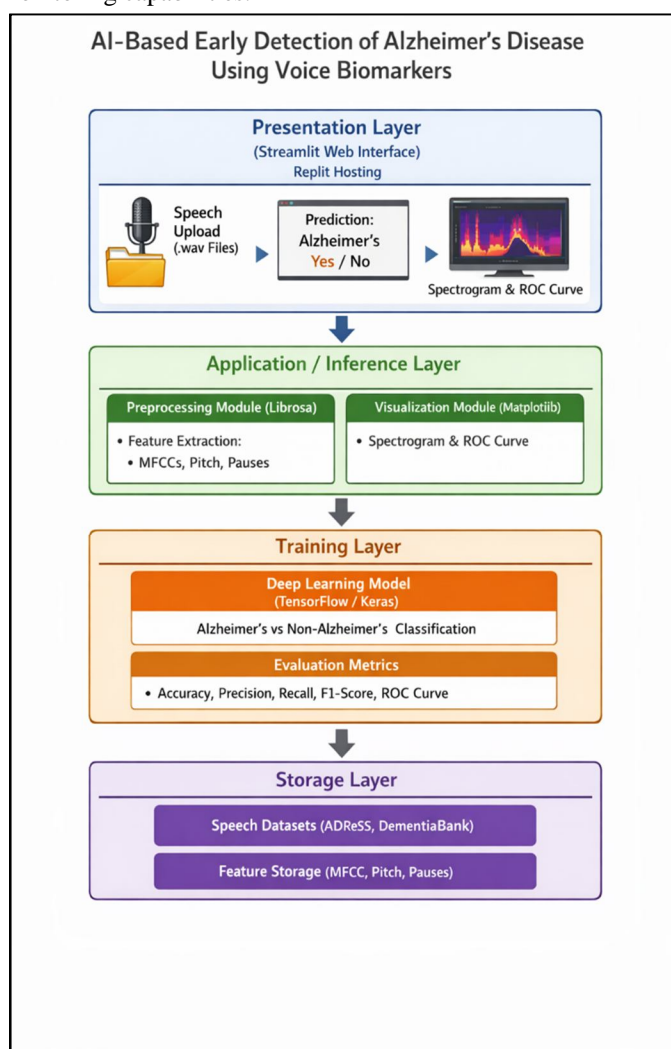 AI-Based Early Detection of Alzheimer's Disease
Using Voice Biomarkers
Presentation Layer
(Streamlit Web Interface)
Replit Hosting
Speech
Upload
(.wav Files)
Prediction:
Alzheimer's
Yes / No
Spectrogram & ROC Curve
Application / Inference Layer
Preprocessing Module (Librosa)
• Feature Extraction:
• MFCCs, Pitch, Pauses
Visualization Module (Matplotiib)
• Spectrogram & ROC Curve
Training Layer
Deep Learning Model
(TensorFlow / Keras)
Alzheimer's vs Non-Alzheimer's Classification
Evaluation Metrics
• Accuracy, Precision, Recall, F1-Score, ROC Curve
Storage Layer
Speech Datasets (ADReSS, DementiaBank)
Feature Storage (MFCC, Pitch, Pauses)